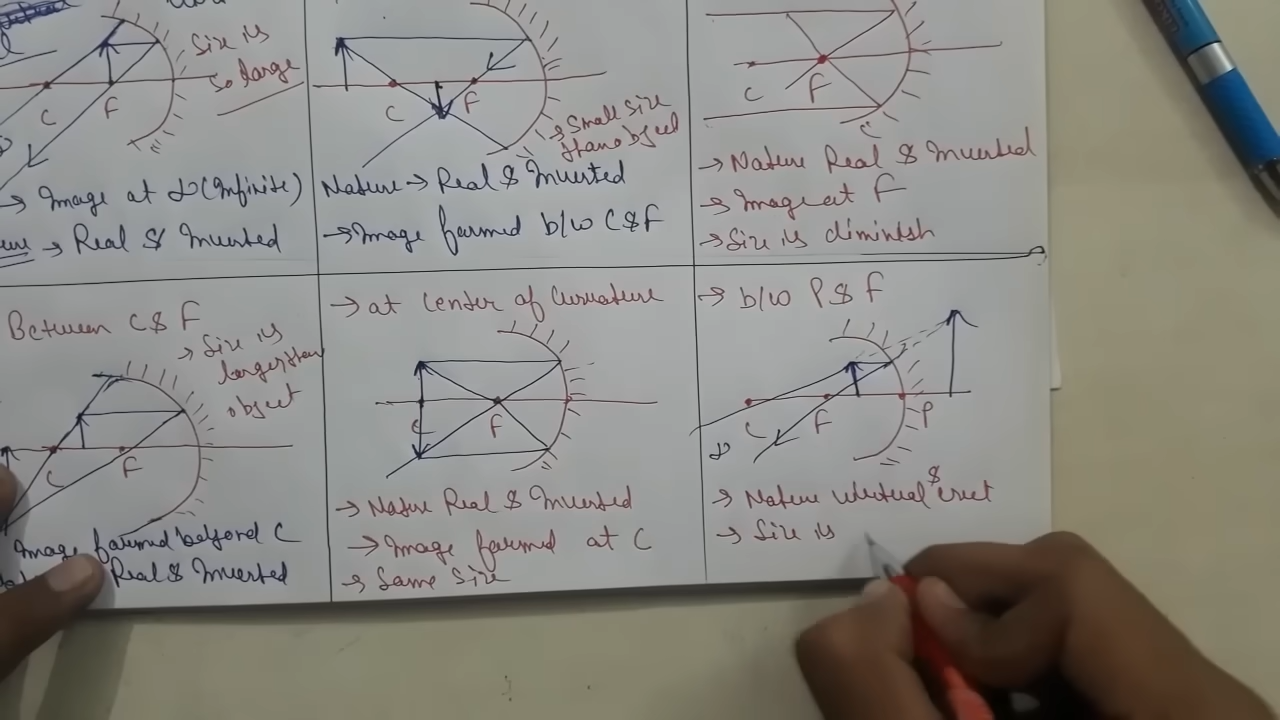 Size is
so large
C
F
→ Image at ∞ (Infinite)
→ Real & Inverted
C
F
→ Small size
than object
Nature → Real & Inverted
→ Image formed b/w C & F
C
F
C
→ Nature Real & Inverted
→ Image at F
→ Size is diminish
Between C & F
→ Size is
larger than
object
C
F
Image formed beyond C
Real & Inverted
→ at Center of Curvature
C
F
→ Nature Real & Inverted
→ Image formed at C
→ Same Size
→ b/w P & F
C
F
P
∞
→ Nature virtual & erect
→ Size is